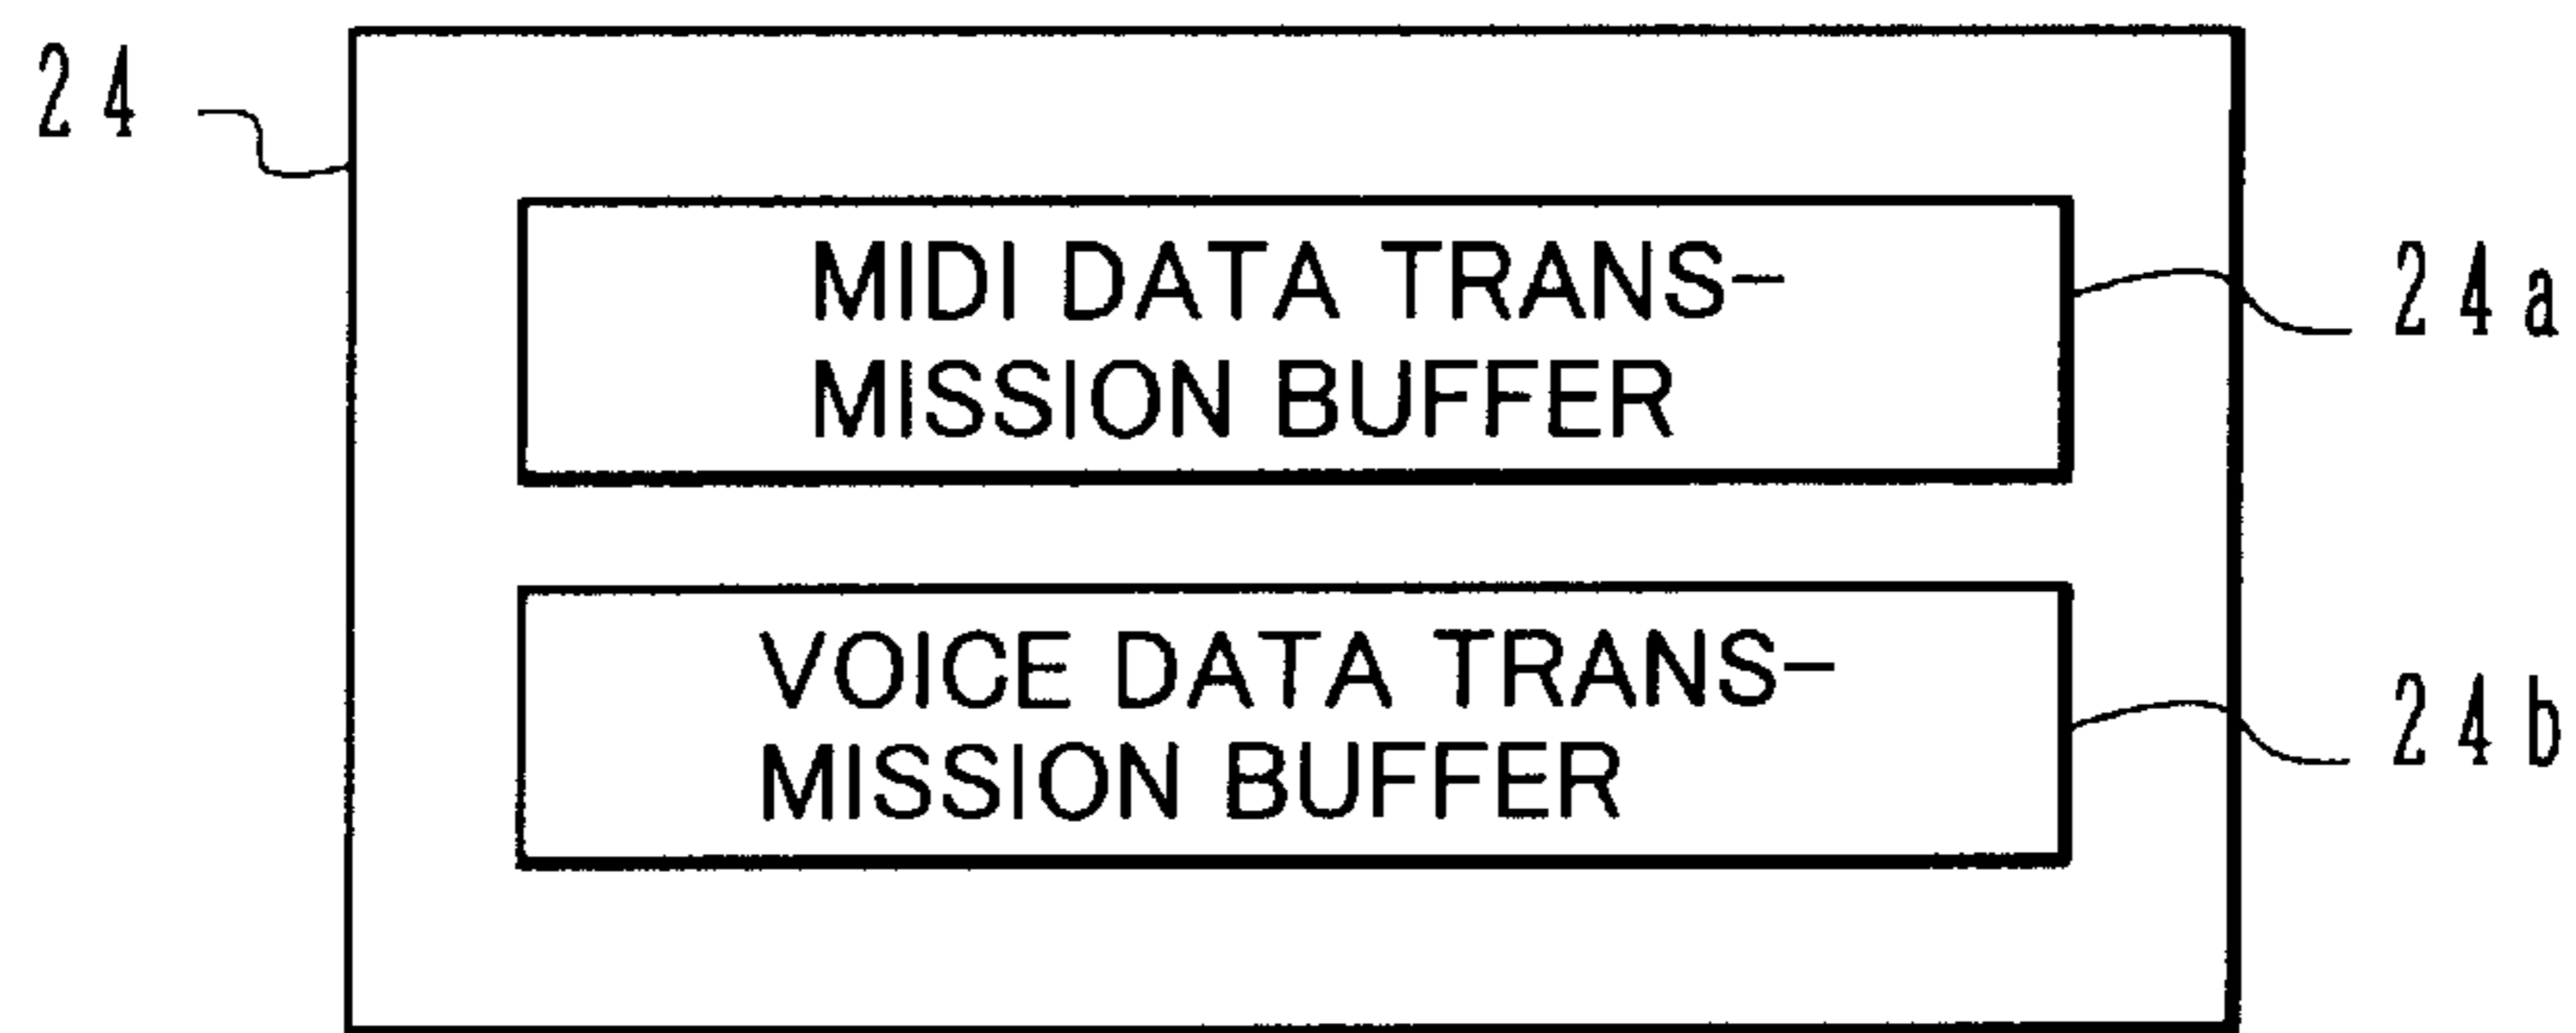 24
MIDI DATA TRANS-
MISSION BUFFER
24a
VOICE DATA TRANS-
MISSION BUFFER
24b